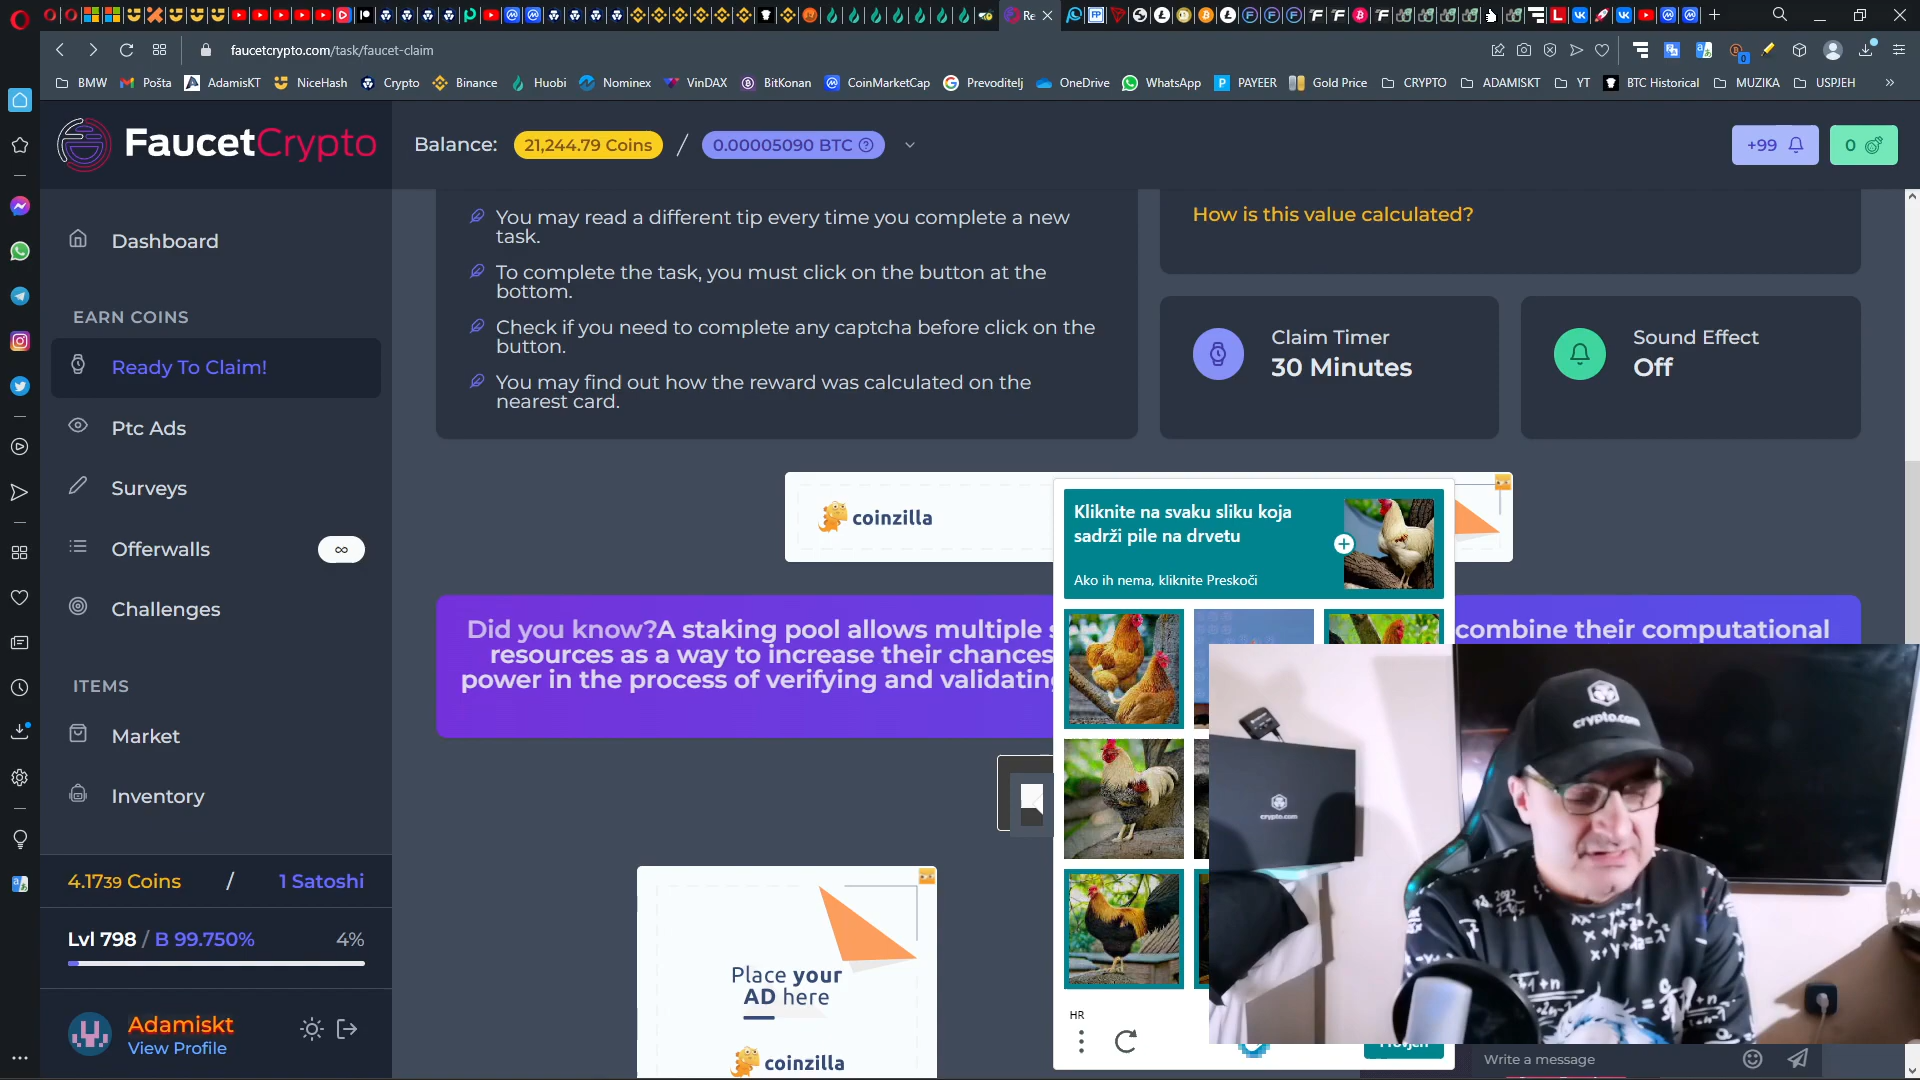 faucetcrypto.com/task/faucet-claim
BMW
Pošta
AdamisKT
NiceHash
Crypto
Binance
Huobi
Nominex
VinDAX
BitKonan
CoinMarketCap
Prevoditelj
OneDrive
WhatsApp
PAYEER
Gold Price
CRYPTO
ADAMISKT
YT
BTC Historical
MUZIKA
USPJEH
FaucetCrypto
Balance:
21,244.79 Coins
/
0.00005090 BTC
+99
0
Dashboard
EARN COINS
Ready To Claim!
Ptc Ads
Surveys
Offerwalls
∞
Challenges
ITEMS
Market
Inventory
4.1739 Coins / 1 Satoshi
Lvl 798 / B 99.750% 4%
Adamiskt
View Profile
You may read a different tip every time you complete a new
task.
To complete the task, you must click on the button at the
bottom.
Check if you need to complete any captcha before click on the
button.
You may find out how the reward was calculated on the
nearest card.
How is this value calculated?
Claim Timer
30 Minutes
Sound Effect
Off
coinzilla
Kliknite na svaku sliku koja
sadrži pile na drvetu
Ako ih nema, kliknite Preskoči
Did you know?A staking pool allows multiple combine their computational
resources as a way to increase their chances
power in the process of verifying and validating
HR
Place your
AD here
coinzilla
crypto.com
crypto.com
Write a message